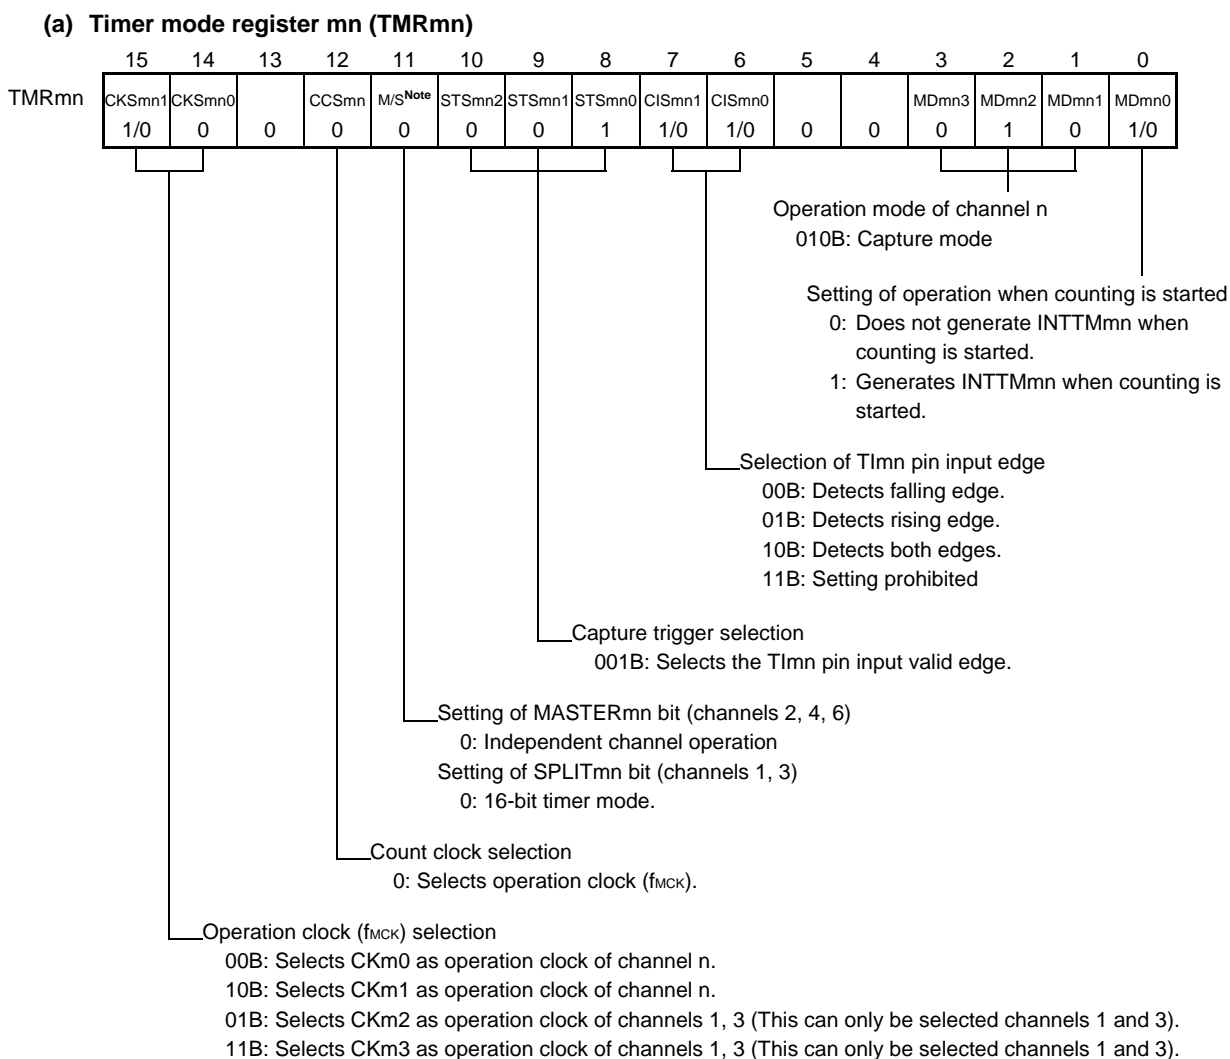 (a) Timer mode register mn (TMRmn)
15 14 13 12 11 10 9 8 7 6 5 4 3 2 1 0
TMRmn CKSmn1 CKSmn0 CCSmn M/SNote STSmn2 STSmn1 STSmn0 CISmn1 CISmn0 MDmn3 MDmn2 MDmn1 MDmn0
1/0 0 0 0 0 0 0 1 1/0 1/0 0 0 0 1 0 1/0
Operation mode of channel n
010B: Capture mode
Setting of operation when counting is started
0: Does not generate INTTMmn when
counting is started.
1: Generates INTTMmn when counting is
started.
Selection of TImn pin input edge
00B: Detects falling edge.
01B: Detects rising edge.
10B: Detects both edges.
11B: Setting prohibited
Capture trigger selection
001B: Selects the TImn pin input valid edge.
Setting of MASTERmn bit (channels 2, 4, 6)
0: Independent channel operation
Setting of SPLITmn bit (channels 1, 3)
0: 16-bit timer mode.
Count clock selection
0: Selects operation clock (fMCK).
Operation clock (fMCK) selection
00B: Selects CKm0 as operation clock of channel n.
10B: Selects CKm1 as operation clock of channel n.
01B: Selects CKm2 as operation clock of channels 1, 3 (This can only be selected channels 1 and 3).
11B: Selects CKm3 as operation clock of channels 1, 3 (This can only be selected channels 1 and 3).